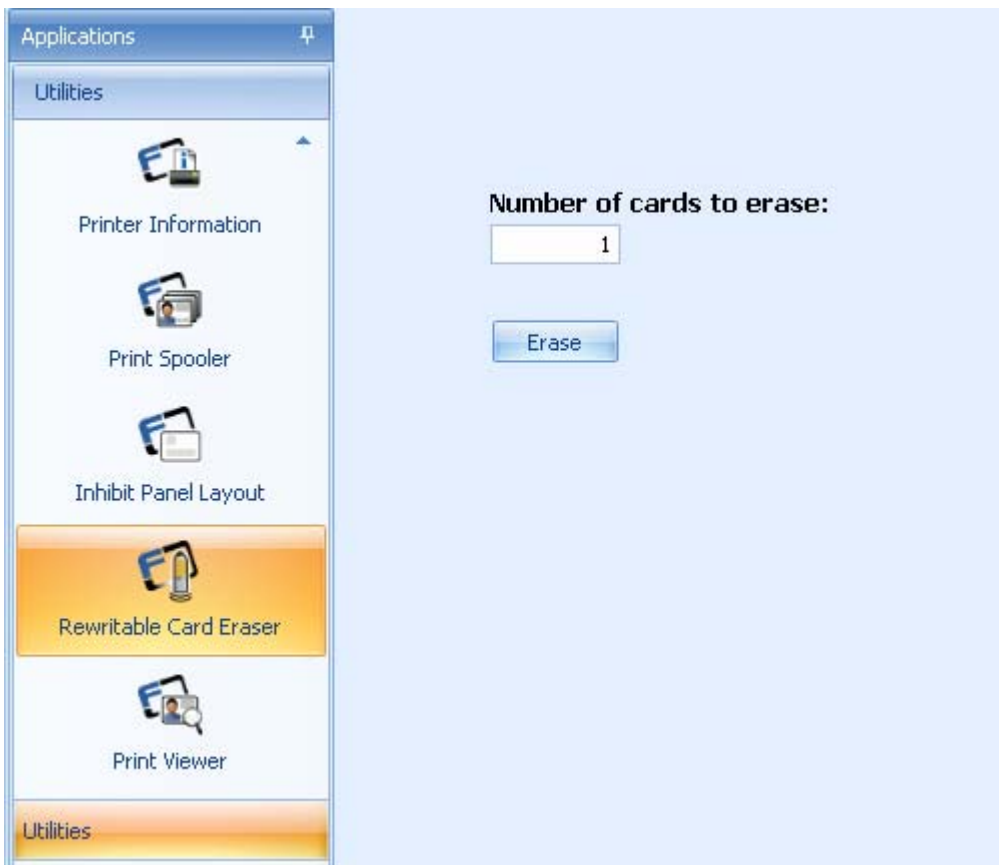 Applications
Utilities
Printer Information
Print Spooler
Inhibit Panel Layout
Rewritable Card Eraser
Print Viewer
Utilities
Number of cards to erase:
1
Erase